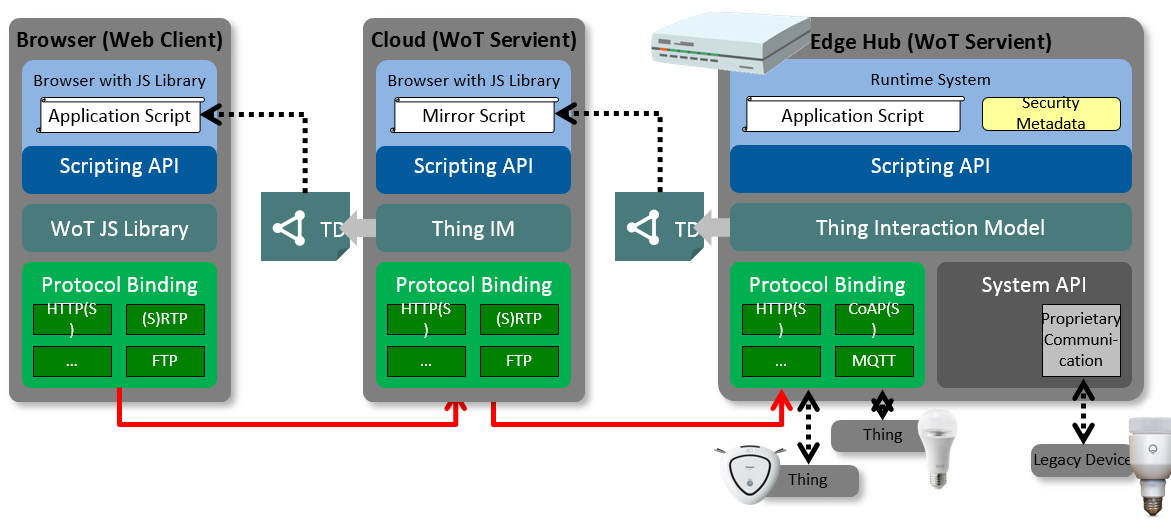 Browser (Web Client)
Browser with JS Library
Application Script
Scripting API
WoT JS Library
Protocol Binding
HTTP(S
)
(S)RTP
...
FTP
TD
Cloud (WoT Servient)
Browser with JS Library
Mirror Script
Scripting API
Thing IM
Protocol Binding
HTTP(S
)
(S)RTP
...
FTP
TD
Edge Hub (WoT Servient)
Runtime System
Application Script
Security
Metadata
Scripting API
Thing Interaction Model
Protocol Binding
HTTP(S
)
CoAP(S
)
...
MQTT
System API
Proprietary
Communi-
cation
Thing
Thing
Legacy Device